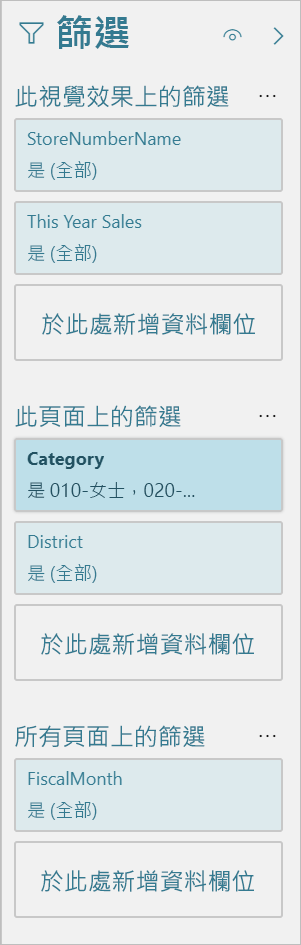 篩選
此視覺效果上的篩選 ...
StoreNumberName
是 (全部)
This Year Sales
是 (全部)
於此處新增資料欄位
此頁面上的篩選 ...
Category
是 010-女士，020-...
District
是 (全部)
於此處新增資料欄位
所有頁面上的篩選 ...
FiscalMonth
是 (全部)
於此處新增資料欄位